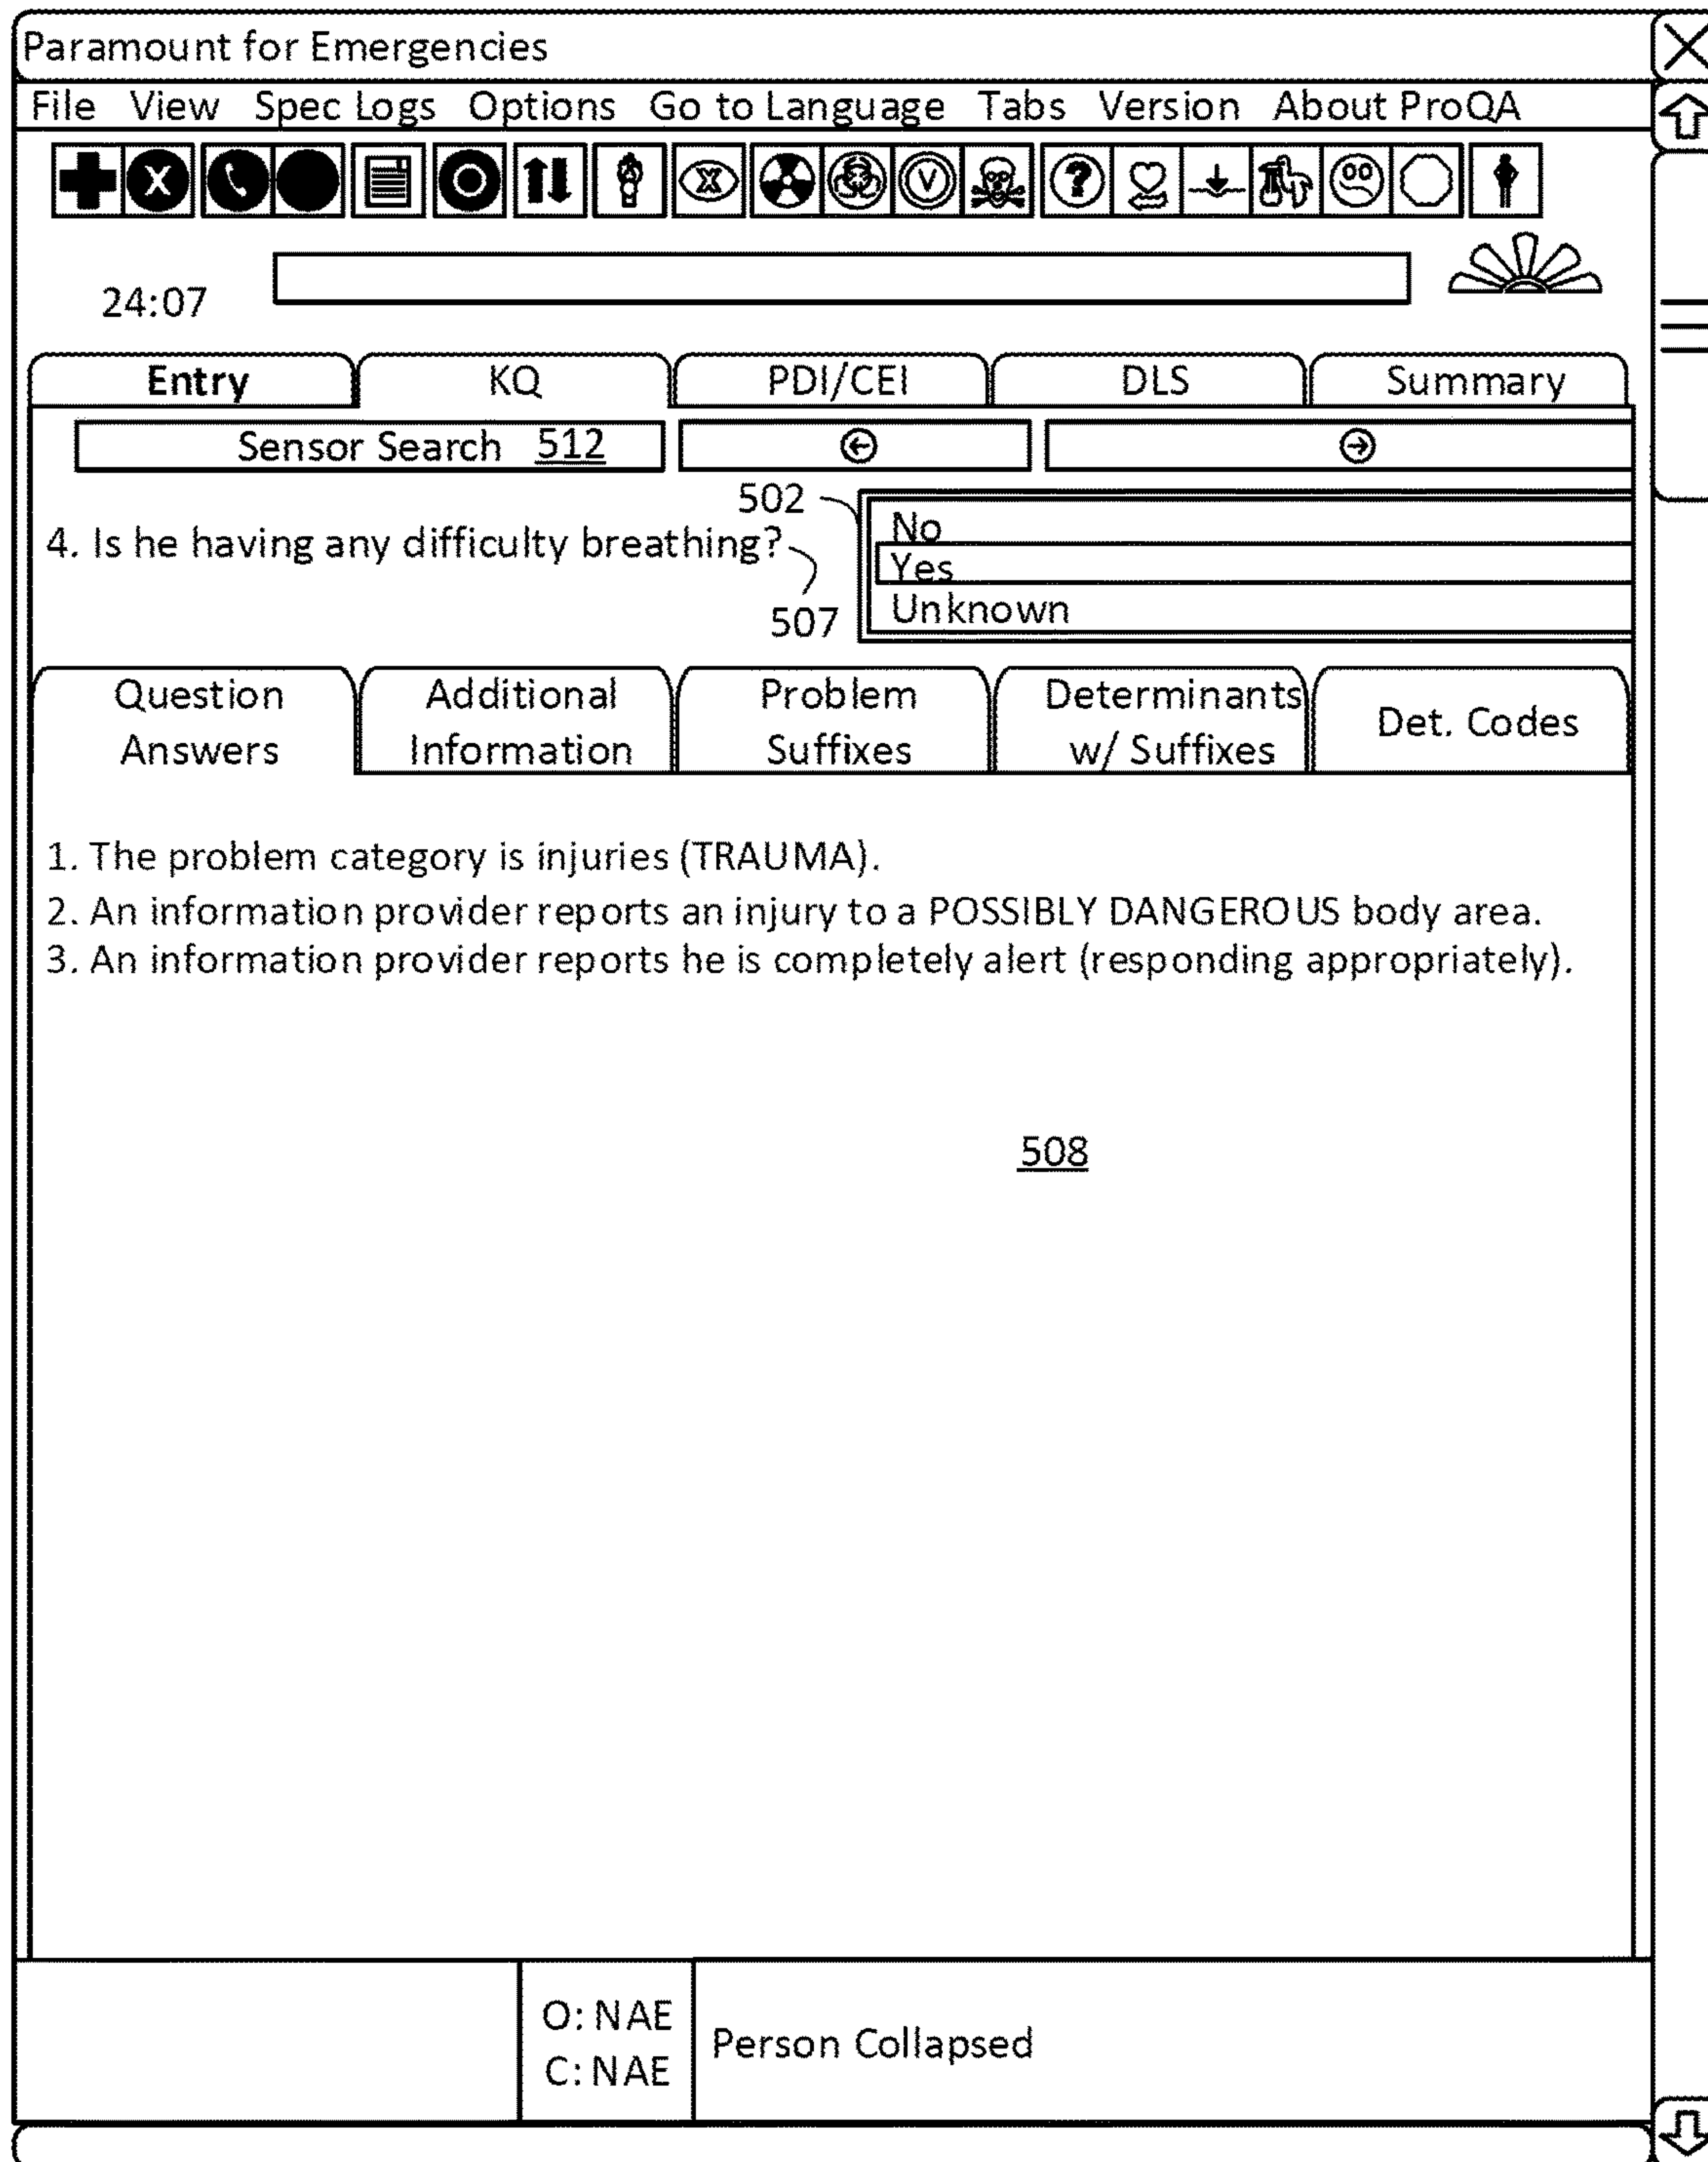 Paramount for Emergencies
File View Spec Logs Options Go to Language Tabs Version About ProQA
X
X
V
?
24:07
Entry KQ PDI/CEI DLS Summary
Sensor Search 512
502
4. Is he having any difficulty breathing?
507
No
Yes
Unknown
Question Answers
Additional Information
Problem Suffixes
Determinants w/ Suffixes
Det. Codes
1. The problem category is injuries (TRAUMA).
2. An information provider reports an injury to a POSSIBLY DANGEROUS body area.
3. An information provider reports he is completely alert (responding appropriately).
508
O: NAE
C: NAE
Person Collapsed